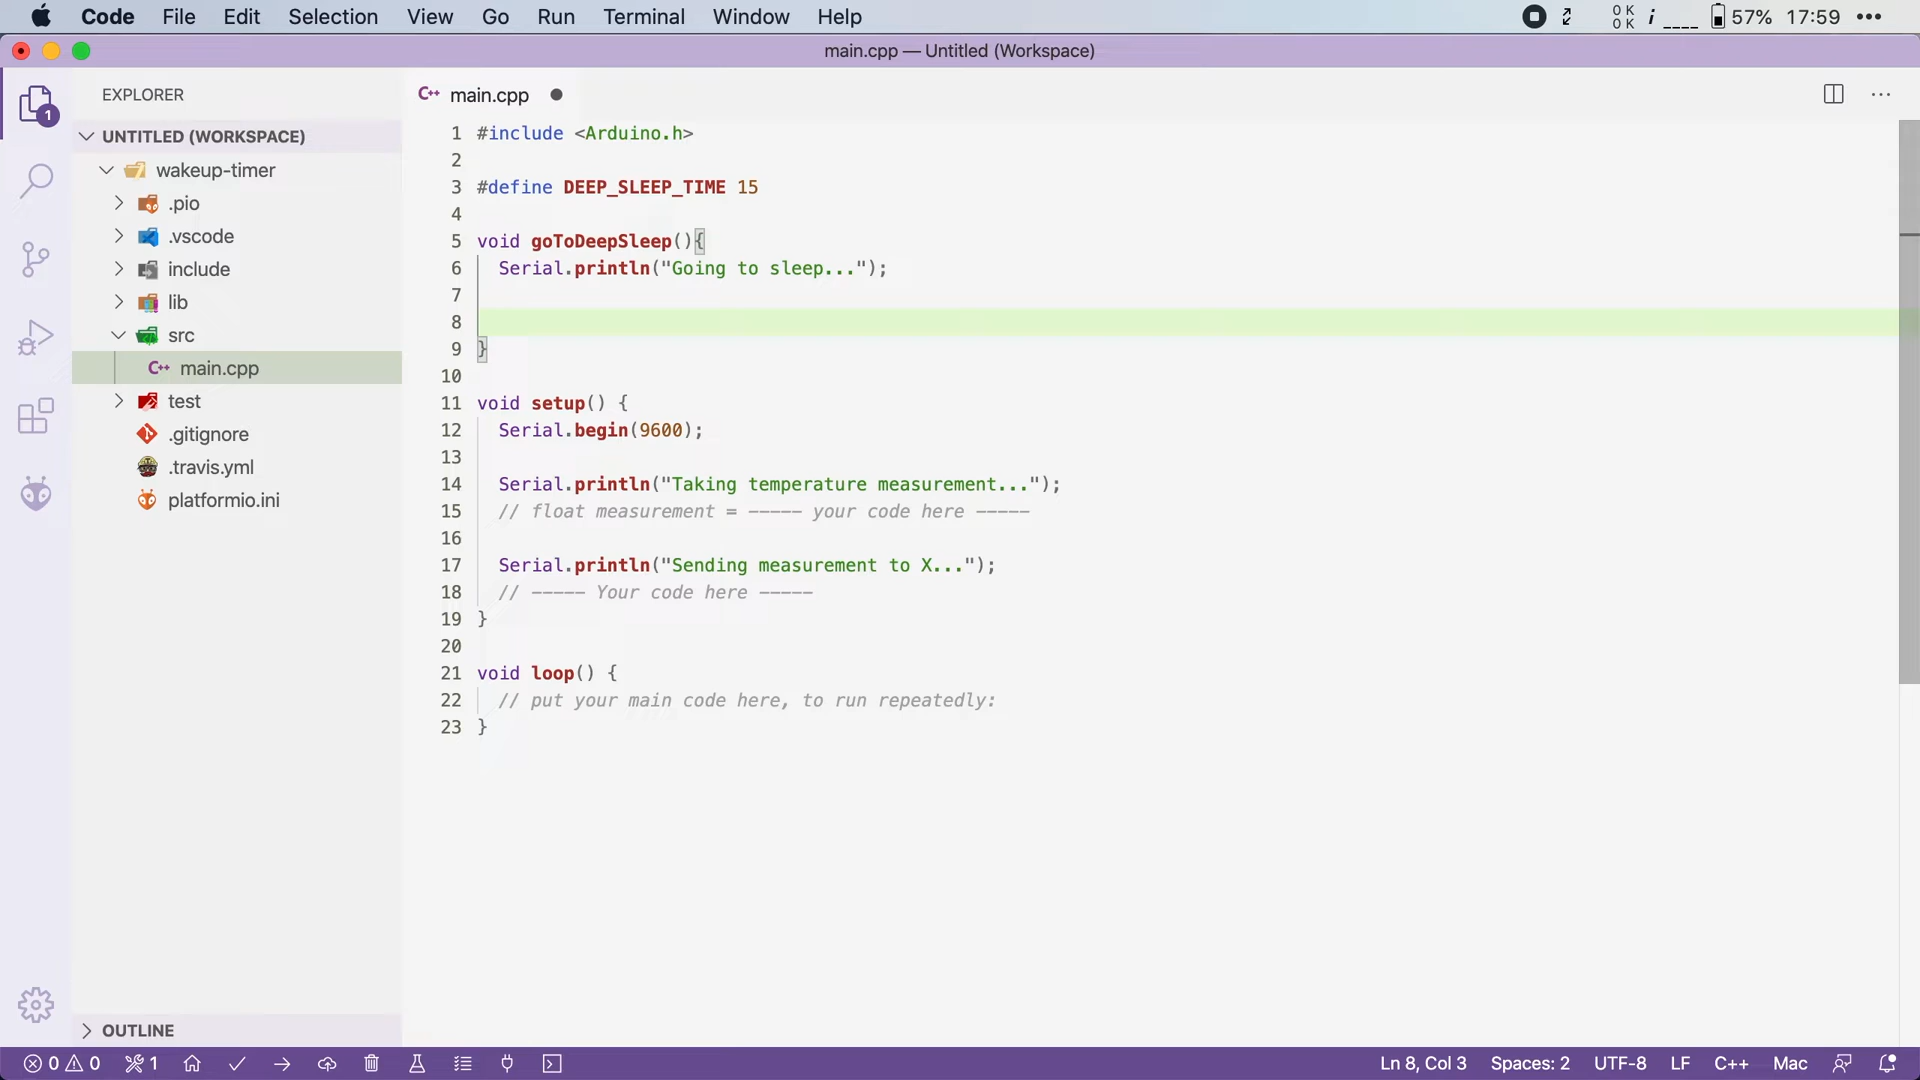 Code File Edit Selection View Go Run Terminal Window Help 0 K 0 K 57% 17:59
main.cpp — Untitled (Workspace)
EXPLORER
1
UNTITLED (WORKSPACE)
wakeup-timer
.pio
.vscode
include
lib
src
main.cpp
test
.gitignore
.travis.yml
platformio.ini
OUTLINE
main.cpp
1 #include <Arduino.h>
2
3 #define DEEP_SLEEP_TIME 15
4
5 void goToDeepSleep(){
6 Serial.println("Going to sleep...");
7
8
9 }
10
11 void setup() {
12 Serial.begin(9600);
13
14 Serial.println("Taking temperature measurement...");
15 // float measurement = ----- your code here -----
16
17 Serial.println("Sending measurement to X...");
18 // ----- Your code here -----
19 }
20
21 void loop() {
22 // put your main code here, to run repeatedly:
23 }
0 0 1 Ln 8, Col 3 Spaces: 2 UTF-8 LF C++ Mac